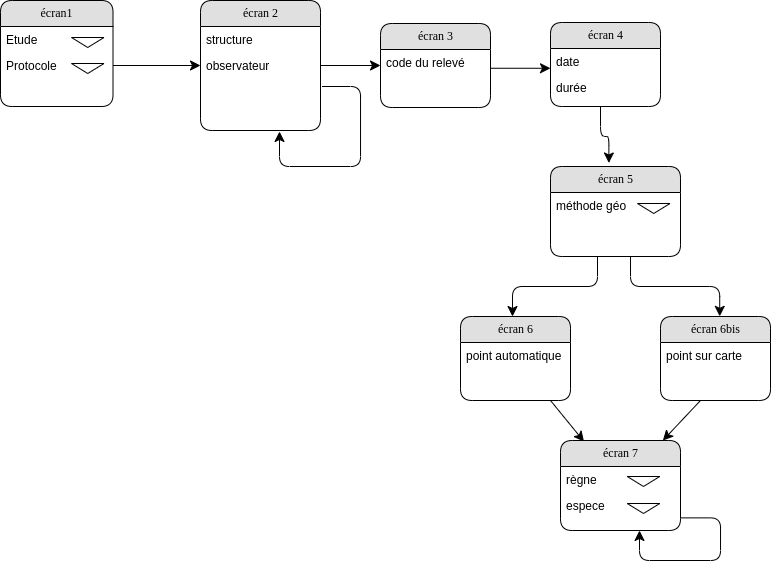 écran1
Etude
Protocole
écran 2
structure
observateur
écran 3
code du relevé
écran 4
date
durée
écran 5
méthode géo
écran 6
point automatique
écran 6bis
point sur carte
écran 7
règne
espece